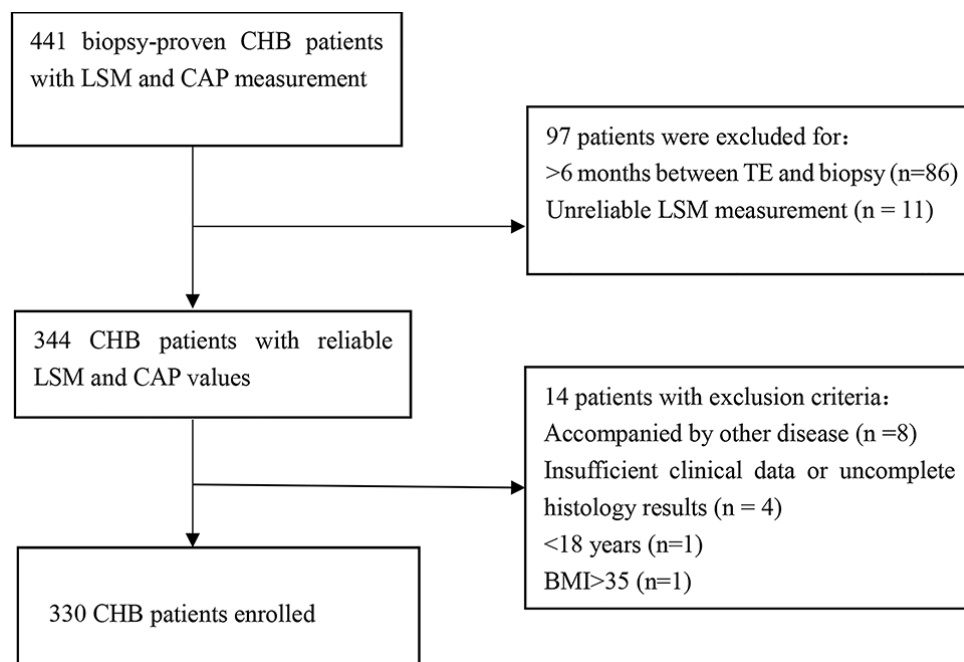 441 biopsy-proven CHB patients
with LSM and CAP measurement
97 patients were excluded for:
>6 months between TE and biopsy (n=86)
Unreliable LSM measurement (n = 11)
344 CHB patients with reliable
LSM and CAP values
14 patients with exclusion criteria:
Accompanied by other disease (n =8)
Insufficient clinical data or uncomplete
histology results (n = 4)
<18 years (n=1)
BMI>35 (n=1)
330 CHB patients enrolled